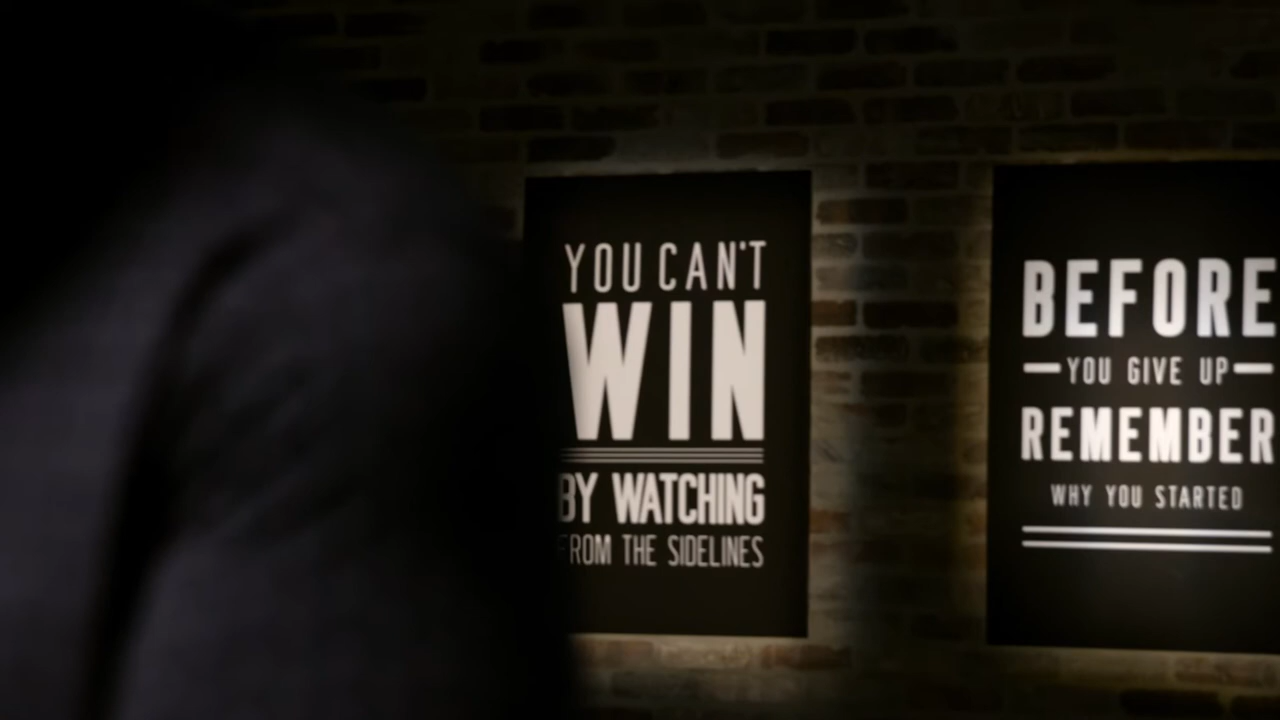 YOU CAN'T
WIN
BY WATCHING
FROM THE SIDELINES
BEFORE
YOU GIVE UP
REMEMBER
WHY YOU STARTED